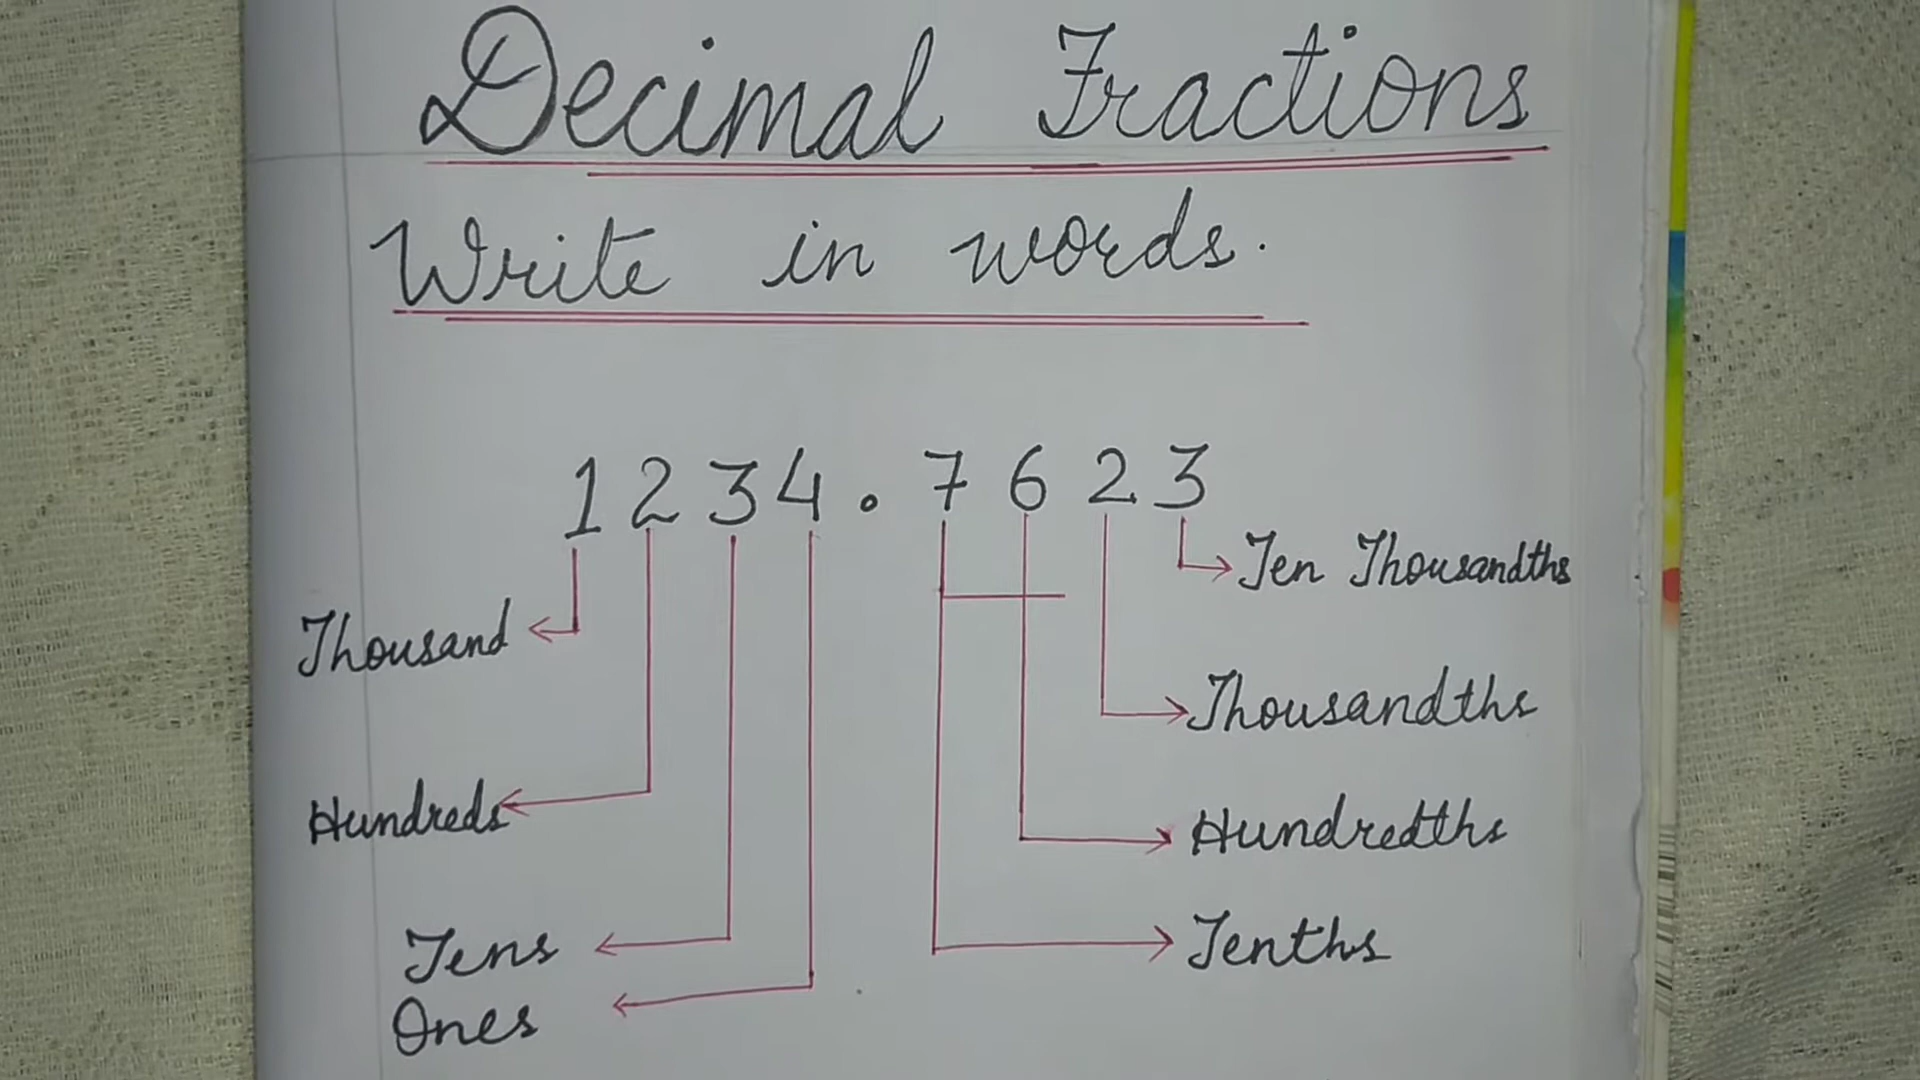 Decimal Fractions
Write in words.
1234.7623
Ten Thousandths
Thousand
Thousandths
Hundreds
Hundredths
Tens
Tenths
Ones